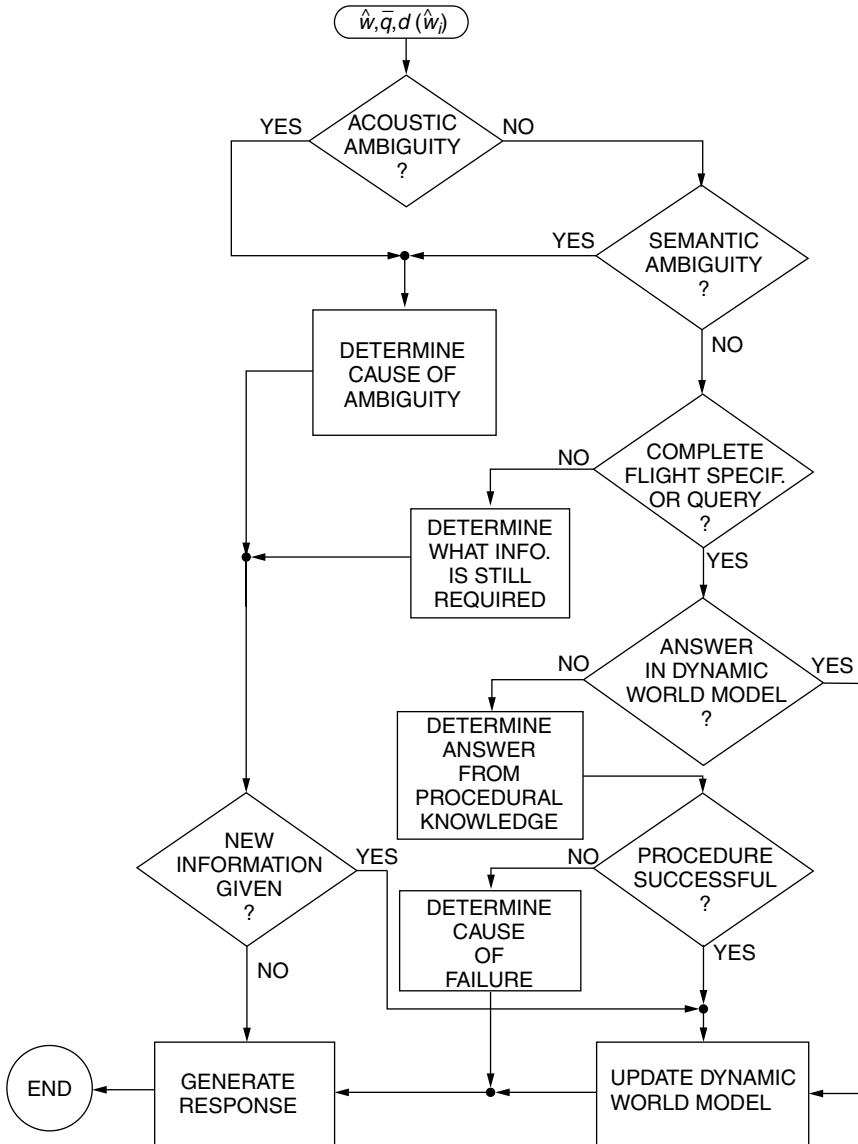 ŵ, q̄, d (ŵᵢ)
ACOUSTIC
AMBIGUITY
?
YES
NO
SEMANTIC
AMBIGUITY
?
YES
NO
DETERMINE
CAUSE OF
AMBIGUITY
COMPLETE
FLIGHT SPECIF.
OR QUERY
?
NO
YES
DETERMINE
WHAT INFO.
IS STILL
REQUIRED
ANSWER
IN DYNAMIC
WORLD MODEL
?
NO
YES
DETERMINE
ANSWER
FROM
PROCEDURAL
KNOWLEDGE
NEW
INFORMATION
GIVEN
?
YES
NO
PROCEDURE
SUCCESSFUL
?
NO
YES
DETERMINE
CAUSE
OF
FAILURE
END
GENERATE
RESPONSE
UPDATE DYNAMIC
WORLD MODEL